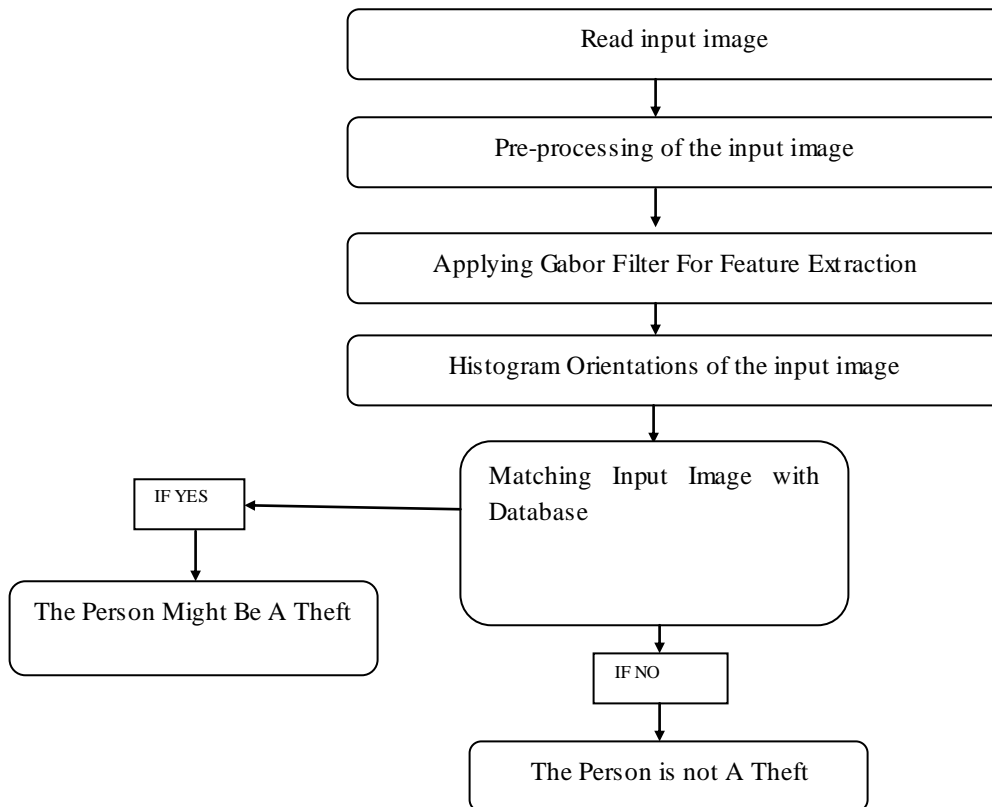 Read input image
Pre-processing of the input image
Applying Gabor Filter For Feature Extraction
Histogram Orientations of the input image
Matching Input Image with
Database
IF YES
The Person Might Be A Theft
IF NO
The Person is not A Theft